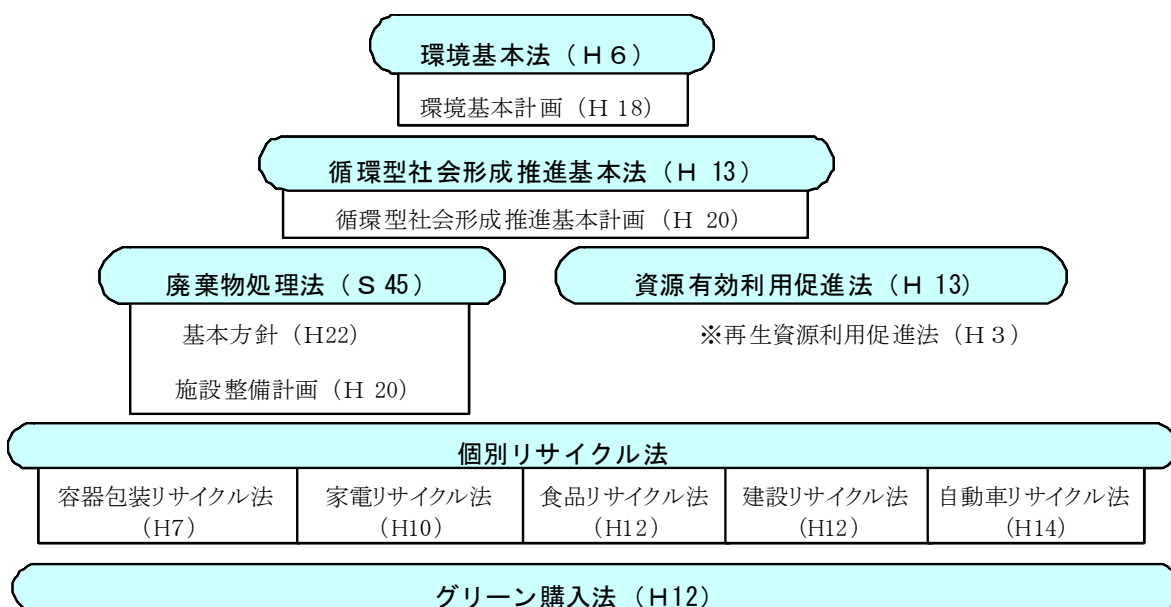 環境基本法（Ｈ６）
環境基本計画（Ｈ 18）
循環型社会形成推進基本法（Ｈ 13）
循環型社会形成推進基本計画（Ｈ 20）
廃棄物処理法（Ｓ 45）
基本方針（H22）
施設整備計画（Ｈ 20）
資源有効利用促進法（Ｈ 13）
※再生資源利用促進法（Ｈ３）
個別リサイクル法
容器包装リサイクル法
（H7）
家電リサイクル法
（H10）
食品リサイクル法
（H12）
建設リサイクル法
（H12）
自動車リサイクル法
（H14）
グリーン購入法（Ｈ12）